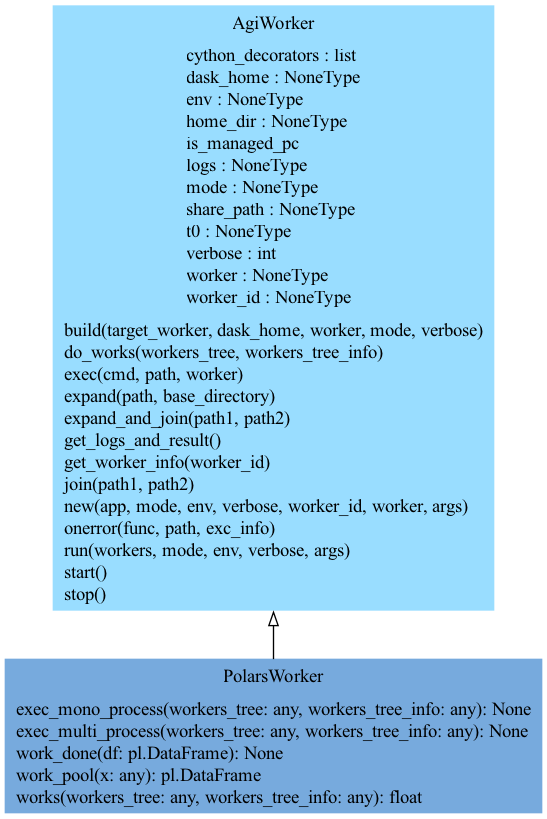 AgiWorker
cython_decorators : list
dask_home : NoneType
env : NoneType
home_dir : NoneType
is_managed_pc
logs : NoneType
mode : NoneType
share_path : NoneType
t0 : NoneType
verbose : int
worker : NoneType
worker_id : NoneType
build(target_worker, dask_home, worker, mode, verbose)
do_works(workers_tree, workers_tree_info)
exec(cmd, path, worker)
expand(path, base_directory)
expand_and_join(path1, path2)
get_logs_and_result()
get_worker_info(worker_id)
join(path1, path2)
new(app, mode, env, verbose, worker_id, worker, args)
onerror(func, path, exc_info)
run(workers, mode, env, verbose, args)
start()
stop()
PolarsWorker
exec_mono_process(workers_tree: any, workers_tree_info: any): None
exec_multi_process(workers_tree: any, workers_tree_info: any): None
work_done(df: pl.DataFrame): None
work_pool(x: any): pl.DataFrame
works(workers_tree: any, workers_tree_info: any): float